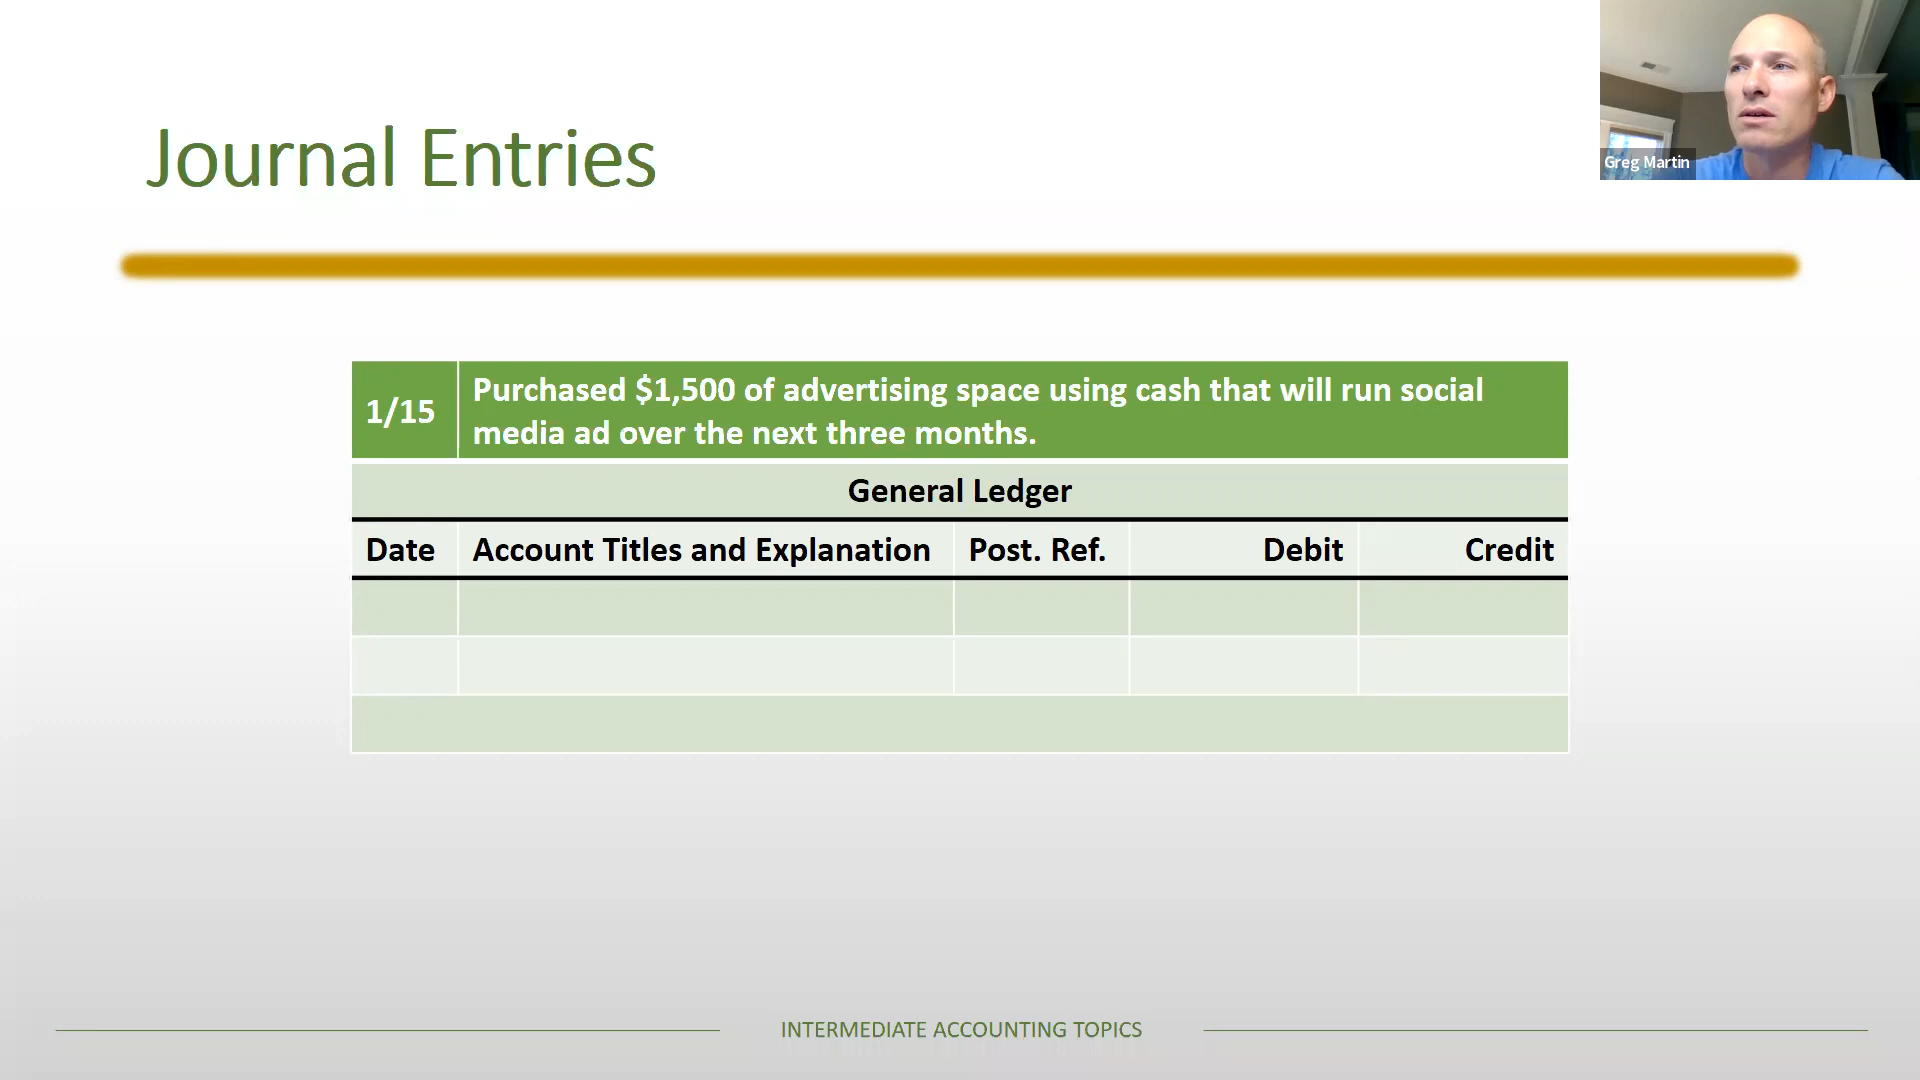 Journal Entries
Greg Martin
1/15
Purchased $1,500 of advertising space using cash that will run social
media ad over the next three months.
General Ledger
Date Account Titles and Explanation Post. Ref. Debit Credit
INTERMEDIATE ACCOUNTING TOPICS